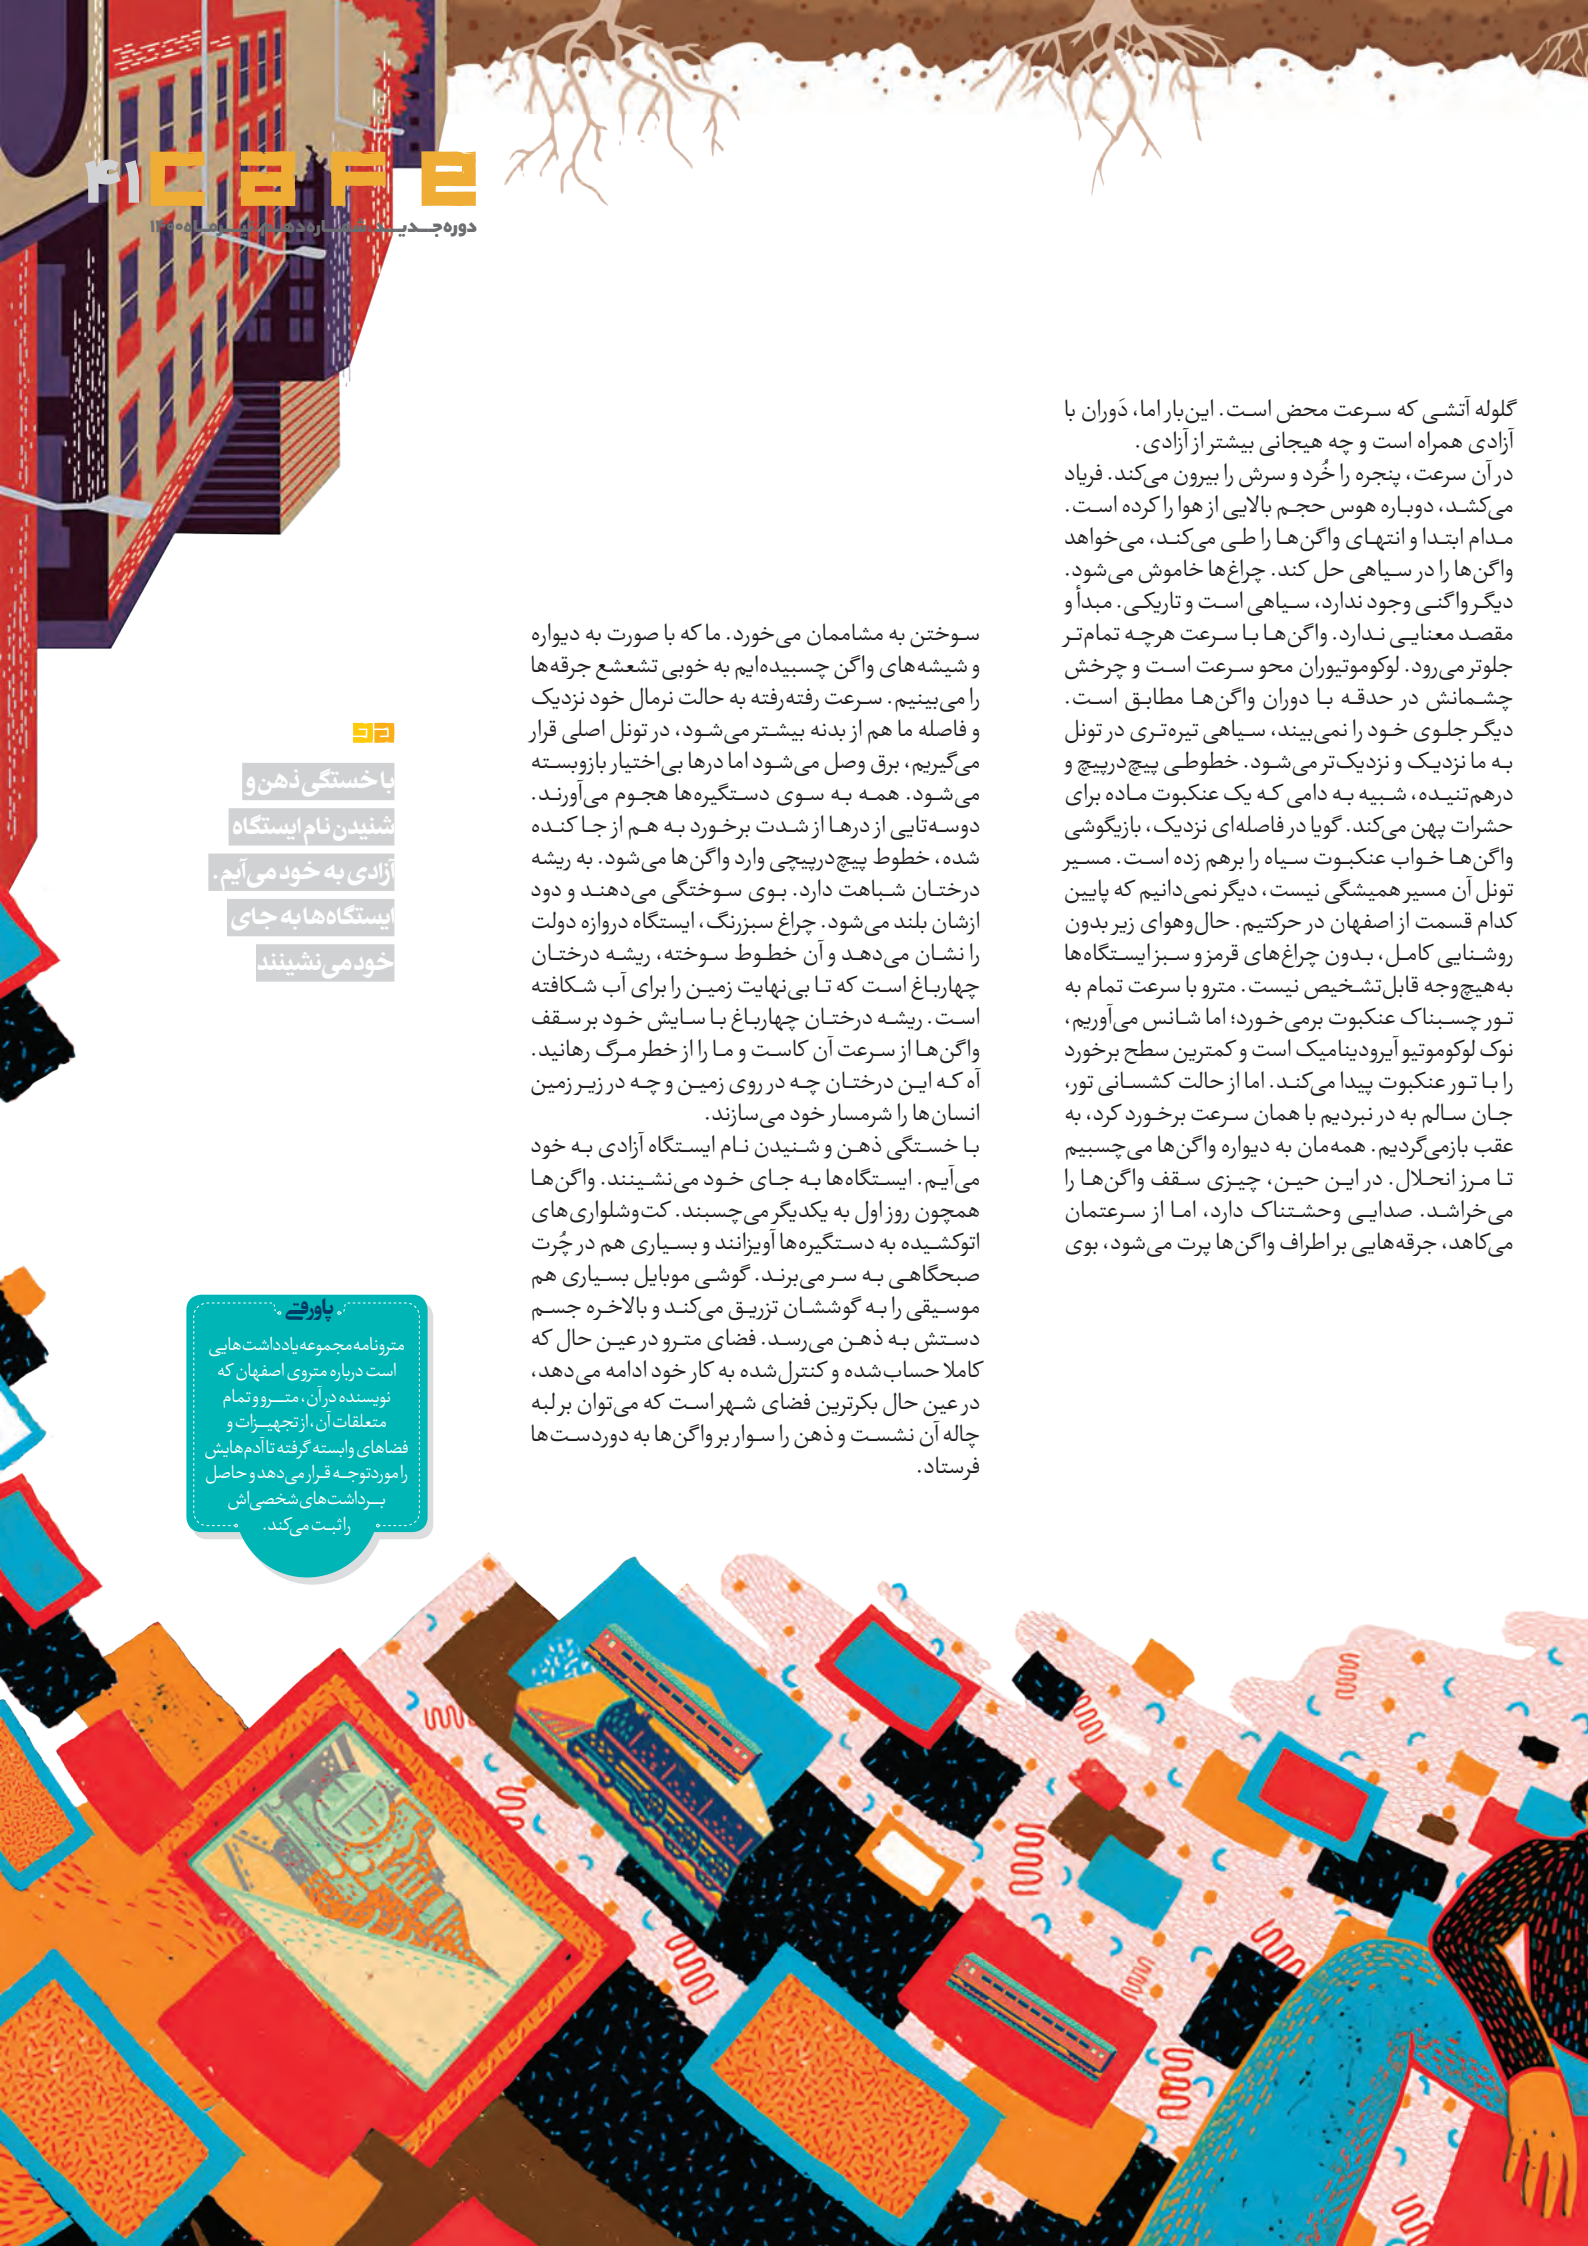 ۴۱ cafe
دوره‌جدید. شماره‌دهم. تیرماه۱۴۰۰
گلوله آتشی که سرعت محض است. این‌بار اما، دَوران با
آزادی همراه است و چه هیجانی بیشتر از آزادی.
در آن سرعت، پنجره را خُرد و سرش را بیرون می‌کند. فریاد
می‌کشد، دوباره هوس حجم بالایی از هوا را کرده است.
مدام ابتدا و انتهای واگن‌ها را طی می‌کند، می‌خواهد
واگن‌ها را در سیاهی حل کند. چراغ‌ها خاموش می‌شود.
دیگر واگنی وجود ندارد، سیاهی است و تاریکی. مبدأ و
مقصد معنایی ندارد. واگن‌ها با سرعت هرچه تمام‌تر
جلوتر می‌رود. لوکوموتیوران محو سرعت است و چرخش
چشمانش در حدقه با دوران واگن‌ها مطابق است.
دیگر جلوی خود را نمی‌بیند، سیاهی تیره‌تری در تونل
به ما نزدیک و نزدیک‌تر می‌شود. خطوطی پیچ‌درپیچ و
درهم‌تنیده، شبیه به دامی که یک عنکبوت ماده برای
حشرات پهن می‌کند. گویا در فاصله‌ای نزدیک، بازیگوشی
واگن‌ها خواب عنکبوت سیاه را برهم زده است. مسیر
تونل آن مسیر همیشگی نیست، دیگر نمی‌دانیم که پایین
کدام قسمت از اصفهان در حرکتیم. حال‌وهوای زیر بدون
روشنایی کامل، بدون چراغ‌های قرمز و سبز ایستگاه‌ها
به‌هیچ‌وجه قابل‌تشخیص نیست. مترو با سرعت تمام به
تور چسبناک عنکبوت برمی‌خورد؛ اما شانس می‌آوریم،
نوک لوکوموتیو آیرودینامیک است و کمترین سطح برخورد
را با تور عنکبوت پیدا می‌کند. اما از حالت کشسانی تور،
جان سالم به در نبردیم با همان سرعت برخورد کرد، به
عقب بازمی‌گردیم. همه‌مان به دیواره واگن‌ها می‌چسبیم
تا مرز انحلال. در این حین، چیزی سقف واگن‌ها را
می‌خراشد. صدایی وحشتناک دارد، اما از سرعتمان
می‌کاهد، جرقه‌هایی بر اطراف واگن‌ها پرت می‌شود، بوی
سوختن به مشاممان می‌خورد. ما که با صورت به دیواره
و شیشه‌های واگن چسبیده‌ایم به خوبی تشعشع جرقه‌ها
را می‌بینیم. سرعت رفته‌رفته به حالت نرمال خود نزدیک
و فاصله ما هم از بدنه بیشتر می‌شود، در تونل اصلی قرار
می‌گیریم، برق وصل می‌شود اما درها بی‌اختیار بازوبسته
می‌شود. همه به سوی دستگیره‌ها هجوم می‌آورند.
دوسه‌تایی از درها از شدت برخورد به هم از جا کنده
شده، خطوط پیچ‌درپیچی وارد واگن‌ها می‌شود. به ریشه
درختان شباهت دارد. بوی سوختگی می‌دهند و دود
ازشان بلند می‌شود. چراغ سبزرنگ، ایستگاه دروازه دولت
را نشان می‌دهد و آن خطوط سوخته، ریشه درختان
چهارباغ است که تا بی‌نهایت زمین را برای آب شکافته
است. ریشه درختان چهارباغ با سایش خود بر سقف
واگن‌ها از سرعت آن کاست و ما را از خطر مرگ رهانید.
آه که این درختان چه در روی زمین و چه در زیر زمین
انسان‌ها را شرمسار خود می‌سازند.
با خستگی ذهن و شنیدن نام ایستگاه آزادی به خود
می‌آیم. ایستگاه‌ها به جای خود می‌نشینند. واگن‌ها
همچون روز اول به یکدیگر می‌چسبند. کت‌وشلواری‌های
اتوکشیده به دستگیره‌ها آویزانند و بسیاری هم در چُرت
صبحگاهی به سر می‌برند. گوشی موبایل بسیاری هم
موسیقی را به گوششان تزریق می‌کند و بالاخره جسم
دستش به ذهن می‌رسد. فضای مترو در عین حال که
کاملا حساب‌شده و کنترل‌شده به کار خود ادامه می‌دهد،
در عین حال بکرترین فضای شهر است که می‌توان بر لبه
چاله آن نشست و ذهن را سوار بر واگن‌ها به دوردست‌ها
فرستاد.
با خستگی ذهن و
شنیدن نام ایستگاه
آزادی به خود می‌آیم.
ایستگاه‌ها به جای
خود می‌نشینند
پاورقی
مترونامه مجموعه یادداشت‌هایی
است درباره متروی اصفهان که
نویسنده در آن، مترو و تمام
متعلقات آن، از تجهیزات و
فضاهای وابسته گرفته تا آدم‌هایش
را موردتوجه قرار می‌دهد و حاصل
برداشت‌های شخصی‌اش
را ثبت می‌کند.